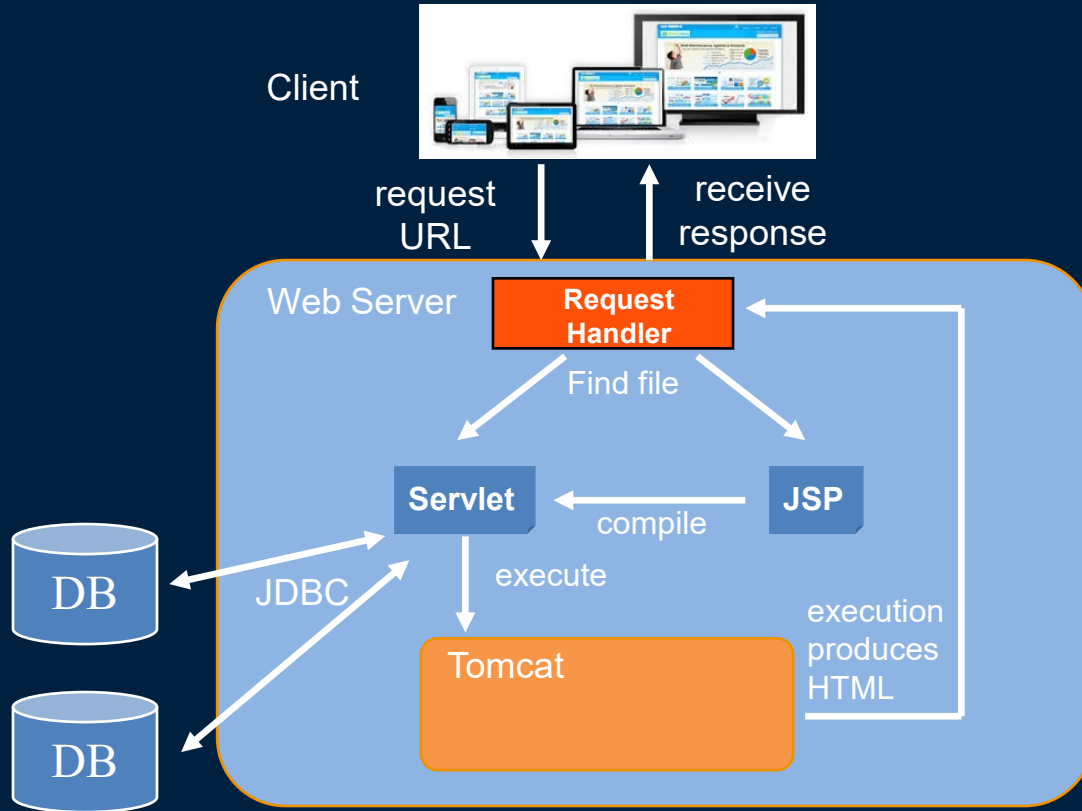 Client
request
URL
receive
response
Web Server
Request
Handler
Find file
Servlet
JSP
compile
DB
JDBC
execute
execution
produces
HTML
Tomcat
DB